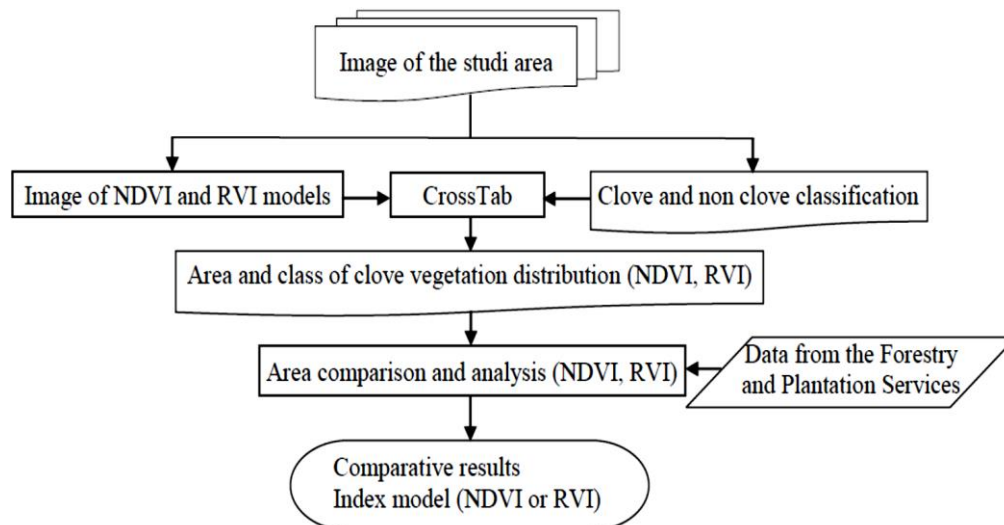 Image of the studi area
Image of NDVI and RVI models
CrossTab
Clove and non clove classification
Area and class of clove vegetation distribution (NDVI, RVI)
Area comparison and analysis (NDVI, RVI)
Data from the Forestry
and Plantation Services
Comparative results
Index model (NDVI or RVI)